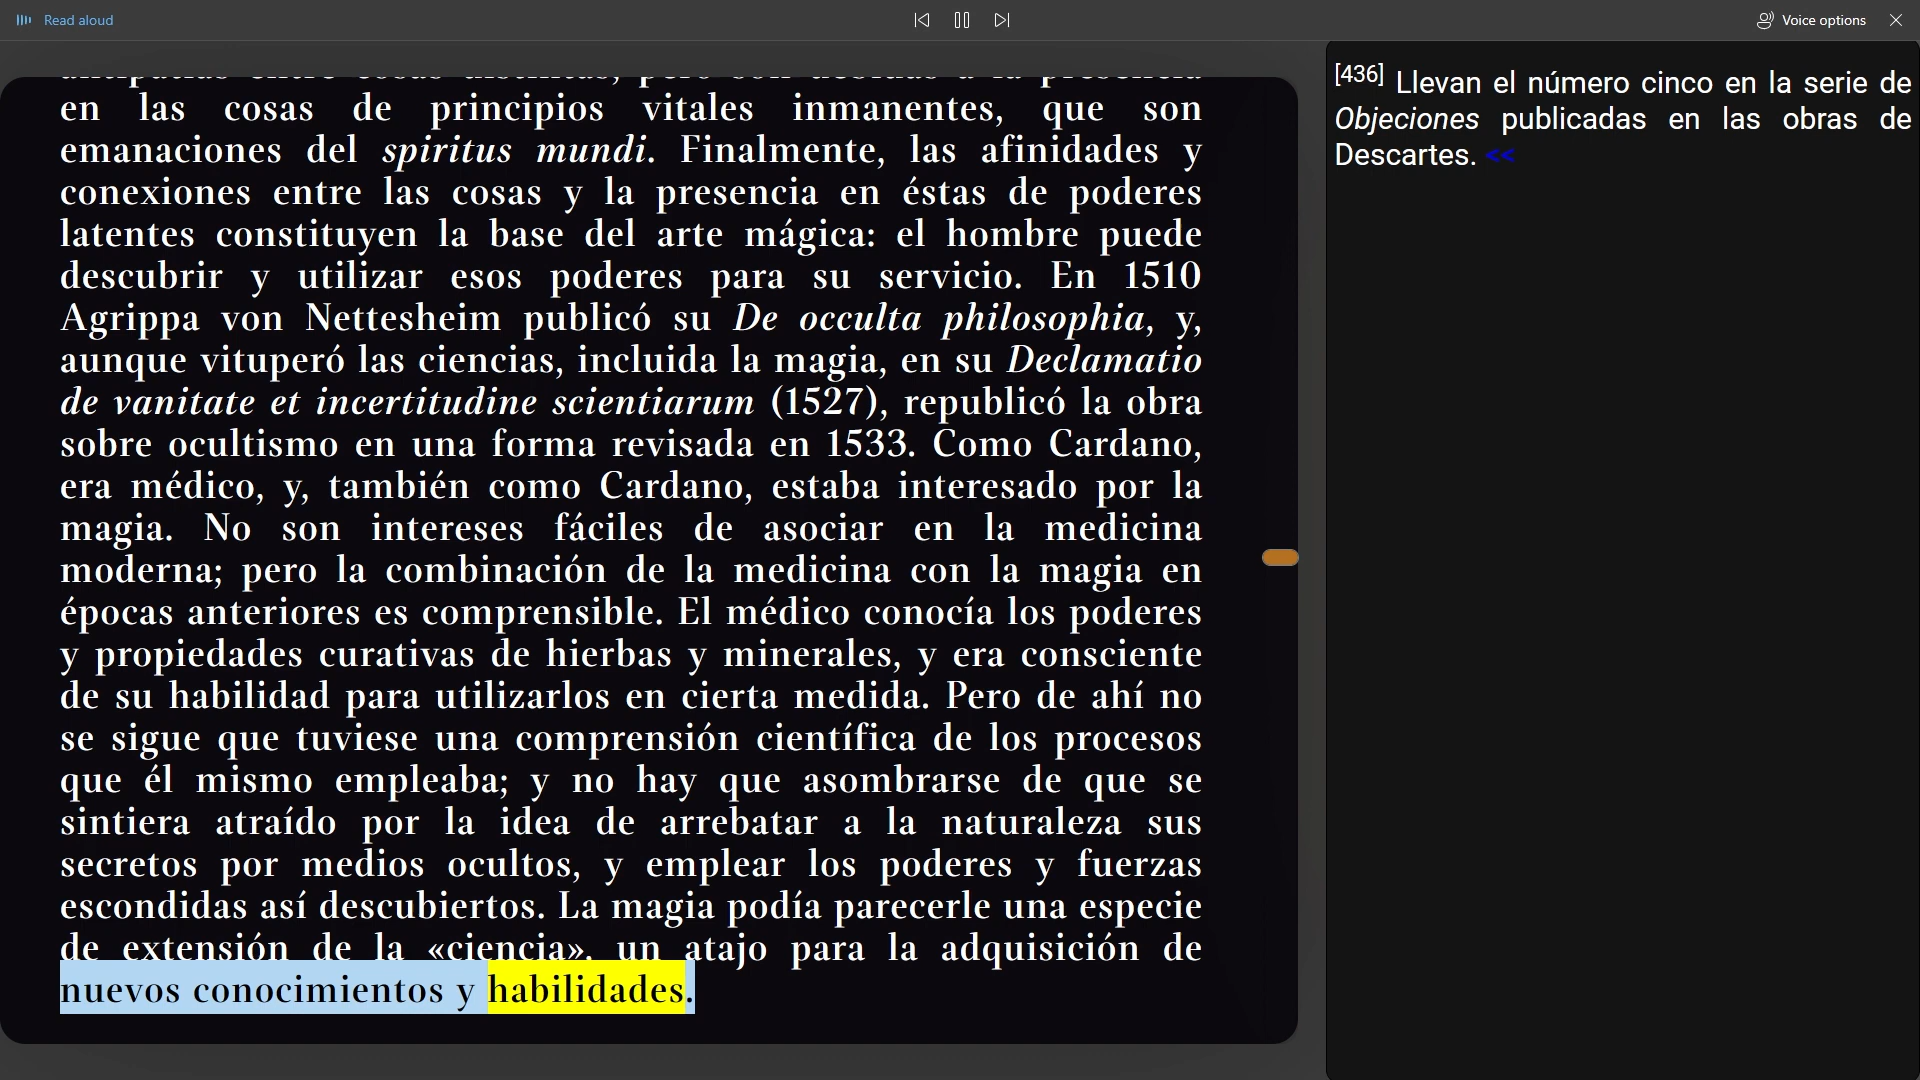 Read aloud
Voice options
antipatías entre cosas distintas, pero son debidas a la presencia
en las cosas de principios vitales inmanentes, que son
emanaciones del spiritus mundi. Finalmente, las afinidades y
conexiones entre las cosas y la presencia en éstas de poderes
latentes constituyen la base del arte mágica: el hombre puede
descubrir y utilizar esos poderes para su servicio. En 1510
Agrippa von Nettesheim publicó su De occulta philosophia, y,
aunque vituperó las ciencias, incluida la magia, en su Declamatio
de vanitate et incertitudine scientiarum (1527), republicó la obra
sobre ocultismo en una forma revisada en 1533. Como Cardano,
era médico, y, también como Cardano, estaba interesado por la
magia. No son intereses fáciles de asociar en la medicina
moderna; pero la combinación de la medicina con la magia en
épocas anteriores es comprensible. El médico conocía los poderes
y propiedades curativas de hierbas y minerales, y era consciente
de su habilidad para utilizarlos en cierta medida. Pero de ahí no
se sigue que tuviese una comprensión científica de los procesos
que él mismo empleaba; y no hay que asombrarse de que se
sintiera atraído por la idea de arrebatar a la naturaleza sus
secretos por medios ocultos, y emplear los poderes y fuerzas
escondidas así descubiertos. La magia podía parecerle una especie
de extensión de la «ciencia», un atajo para la adquisición de
nuevos conocimientos y habilidades.
[436] Llevan el número cinco en la serie de
Objeciones publicadas en las obras de
Descartes. <<